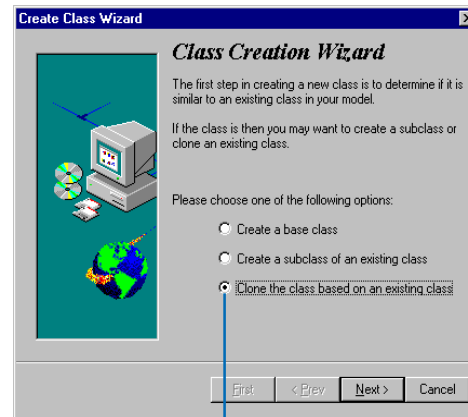 Create Class Wizard
Class Creation Wizard
The first step in creating a new class is to determine if it is
similar to an existing class in your model.
If the class is then you may want to create a subclass or
clone an existing class.
Please choose one of the following options:
Create a base class
Create a subclass of an existing class
Clone the class based on an existing class
First < Prev Next > Cancel